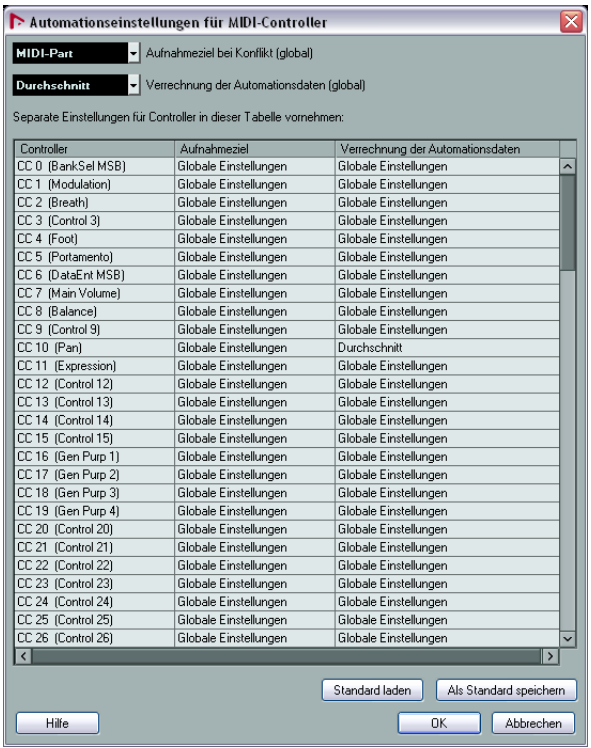 Automationseinstellungen für MIDI-Controller
MIDI-Part Aufnahmeziel bei Konflikt (global)
Durchschnitt Verrechnung der Automationsdaten (global)
Separate Einstellungen für Controller in dieser Tabelle vornehmen:
Controller Aufnahmeziel Verrechnung der Automationsdaten
CC 0 (BankSel MSB) Globale Einstellungen Globale Einstellungen
CC 1 (Modulation) Globale Einstellungen Globale Einstellungen
CC 2 (Breath) Globale Einstellungen Globale Einstellungen
CC 3 (Control 3) Globale Einstellungen Globale Einstellungen
CC 4 (Foot) Globale Einstellungen Globale Einstellungen
CC 5 (Portamento) Globale Einstellungen Globale Einstellungen
CC 6 (DataEnt MSB) Globale Einstellungen Globale Einstellungen
CC 7 (Main Volume) Globale Einstellungen Globale Einstellungen
CC 8 (Balance) Globale Einstellungen Globale Einstellungen
CC 9 (Control 9) Globale Einstellungen Globale Einstellungen
CC 10 (Pan) Globale Einstellungen Durchschnitt
CC 11 (Expression) Globale Einstellungen Globale Einstellungen
CC 12 (Control 12) Globale Einstellungen Globale Einstellungen
CC 13 (Control 13) Globale Einstellungen Globale Einstellungen
CC 14 (Control 14) Globale Einstellungen Globale Einstellungen
CC 15 (Control 15) Globale Einstellungen Globale Einstellungen
CC 16 (Gen Purp 1) Globale Einstellungen Globale Einstellungen
CC 17 (Gen Purp 2) Globale Einstellungen Globale Einstellungen
CC 18 (Gen Purp 3) Globale Einstellungen Globale Einstellungen
CC 19 (Gen Purp 4) Globale Einstellungen Globale Einstellungen
CC 20 (Control 20) Globale Einstellungen Globale Einstellungen
CC 21 (Control 21) Globale Einstellungen Globale Einstellungen
CC 22 (Control 22) Globale Einstellungen Globale Einstellungen
CC 23 (Control 23) Globale Einstellungen Globale Einstellungen
CC 24 (Control 24) Globale Einstellungen Globale Einstellungen
CC 25 (Control 25) Globale Einstellungen Globale Einstellungen
CC 26 (Control 26) Globale Einstellungen Globale Einstellungen
Standard laden Als Standard speichern
Hilfe OK Abbrechen